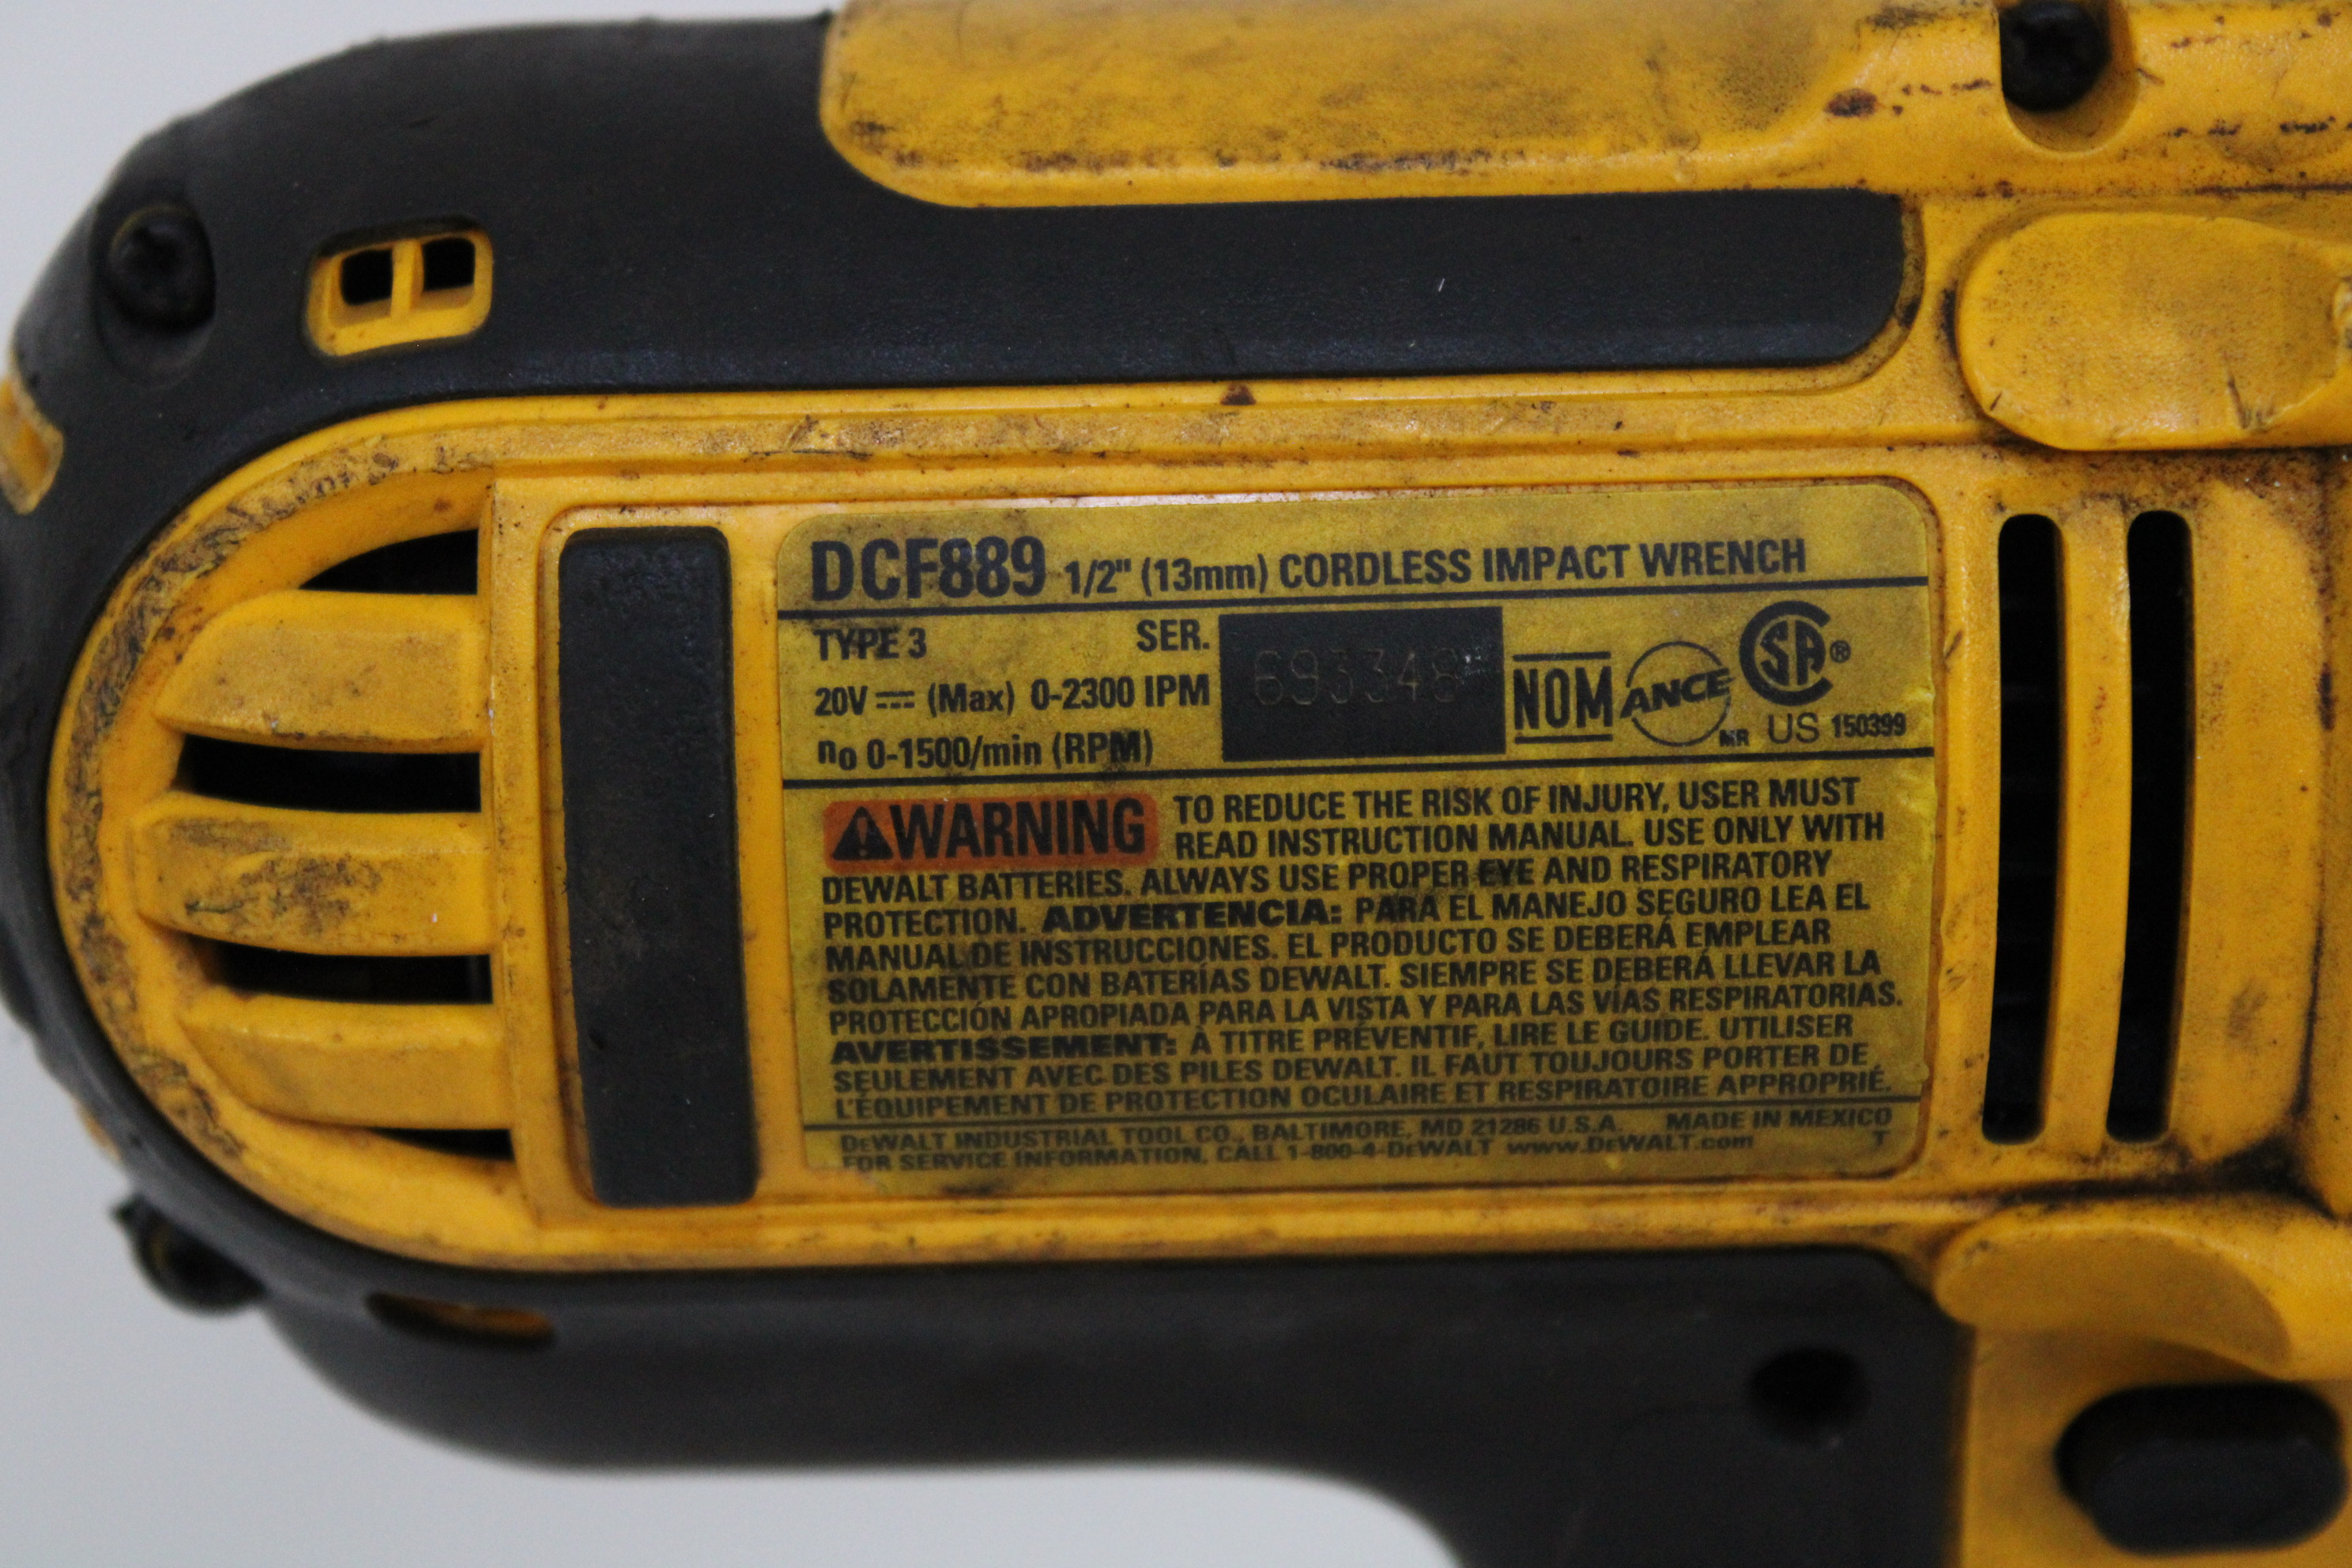 DCF889 1/2" (13mm) CORDLESS IMPACT WRENCH
TYPE 3 SER. 693348
20V ⎓ (Max) 0-2300 IPM
n₀ 0-1500/min (RPM)
NOM ANCE MR CSA ® US 150399
⚠WARNING TO REDUCE THE RISK OF INJURY, USER MUST
READ INSTRUCTION MANUAL. USE ONLY WITH
DEWALT BATTERIES. ALWAYS USE PROPER EYE AND RESPIRATORY
PROTECTION. ADVERTENCIA: PARA EL MANEJO SEGURO LEA EL
MANUAL DE INSTRUCCIONES. EL PRODUCTO SE DEBERÁ EMPLEAR
SOLAMENTE CON BATERÍAS DEWALT. SIEMPRE SE DEBERÁ LLEVAR LA
PROTECCIÓN APROPIADA PARA LA VISTA Y PARA LAS VÍAS RESPIRATORIAS.
AVERTISSEMENT: À TITRE PRÉVENTIF, LIRE LE GUIDE. UTILISER
SEULEMENT AVEC DES PILES DEWALT. IL FAUT TOUJOURS PORTER DE
L'ÉQUIPEMENT DE PROTECTION OCULAIRE ET RESPIRATOIRE APPROPRIÉ.
DEWALT INDUSTRIAL TOOL CO., BALTIMORE, MD 21286 U.S.A. MADE IN MEXICO
FOR SERVICE INFORMATION, CALL 1-800-4-DEWALT www.DEWALT.com T